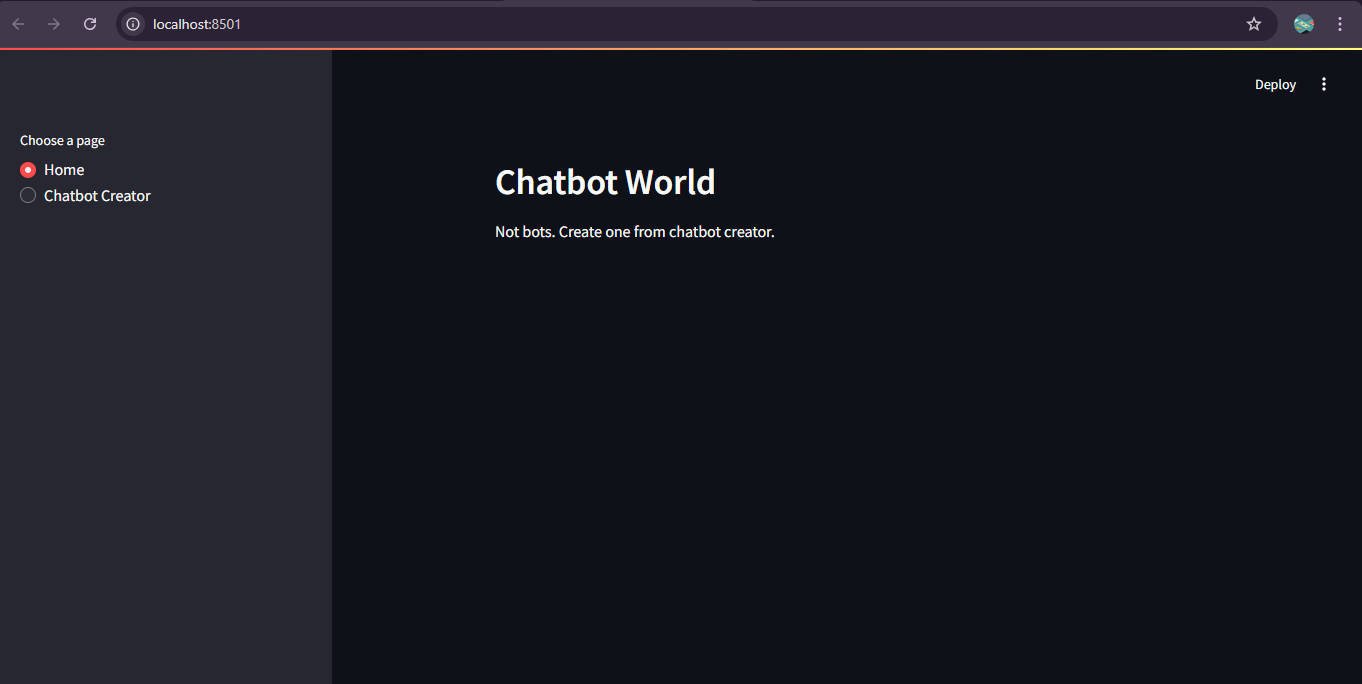 localhost:8501
Deploy
Choose a page
Home
Chatbot Creator
Chatbot World
Not bots. Create one from chatbot creator.